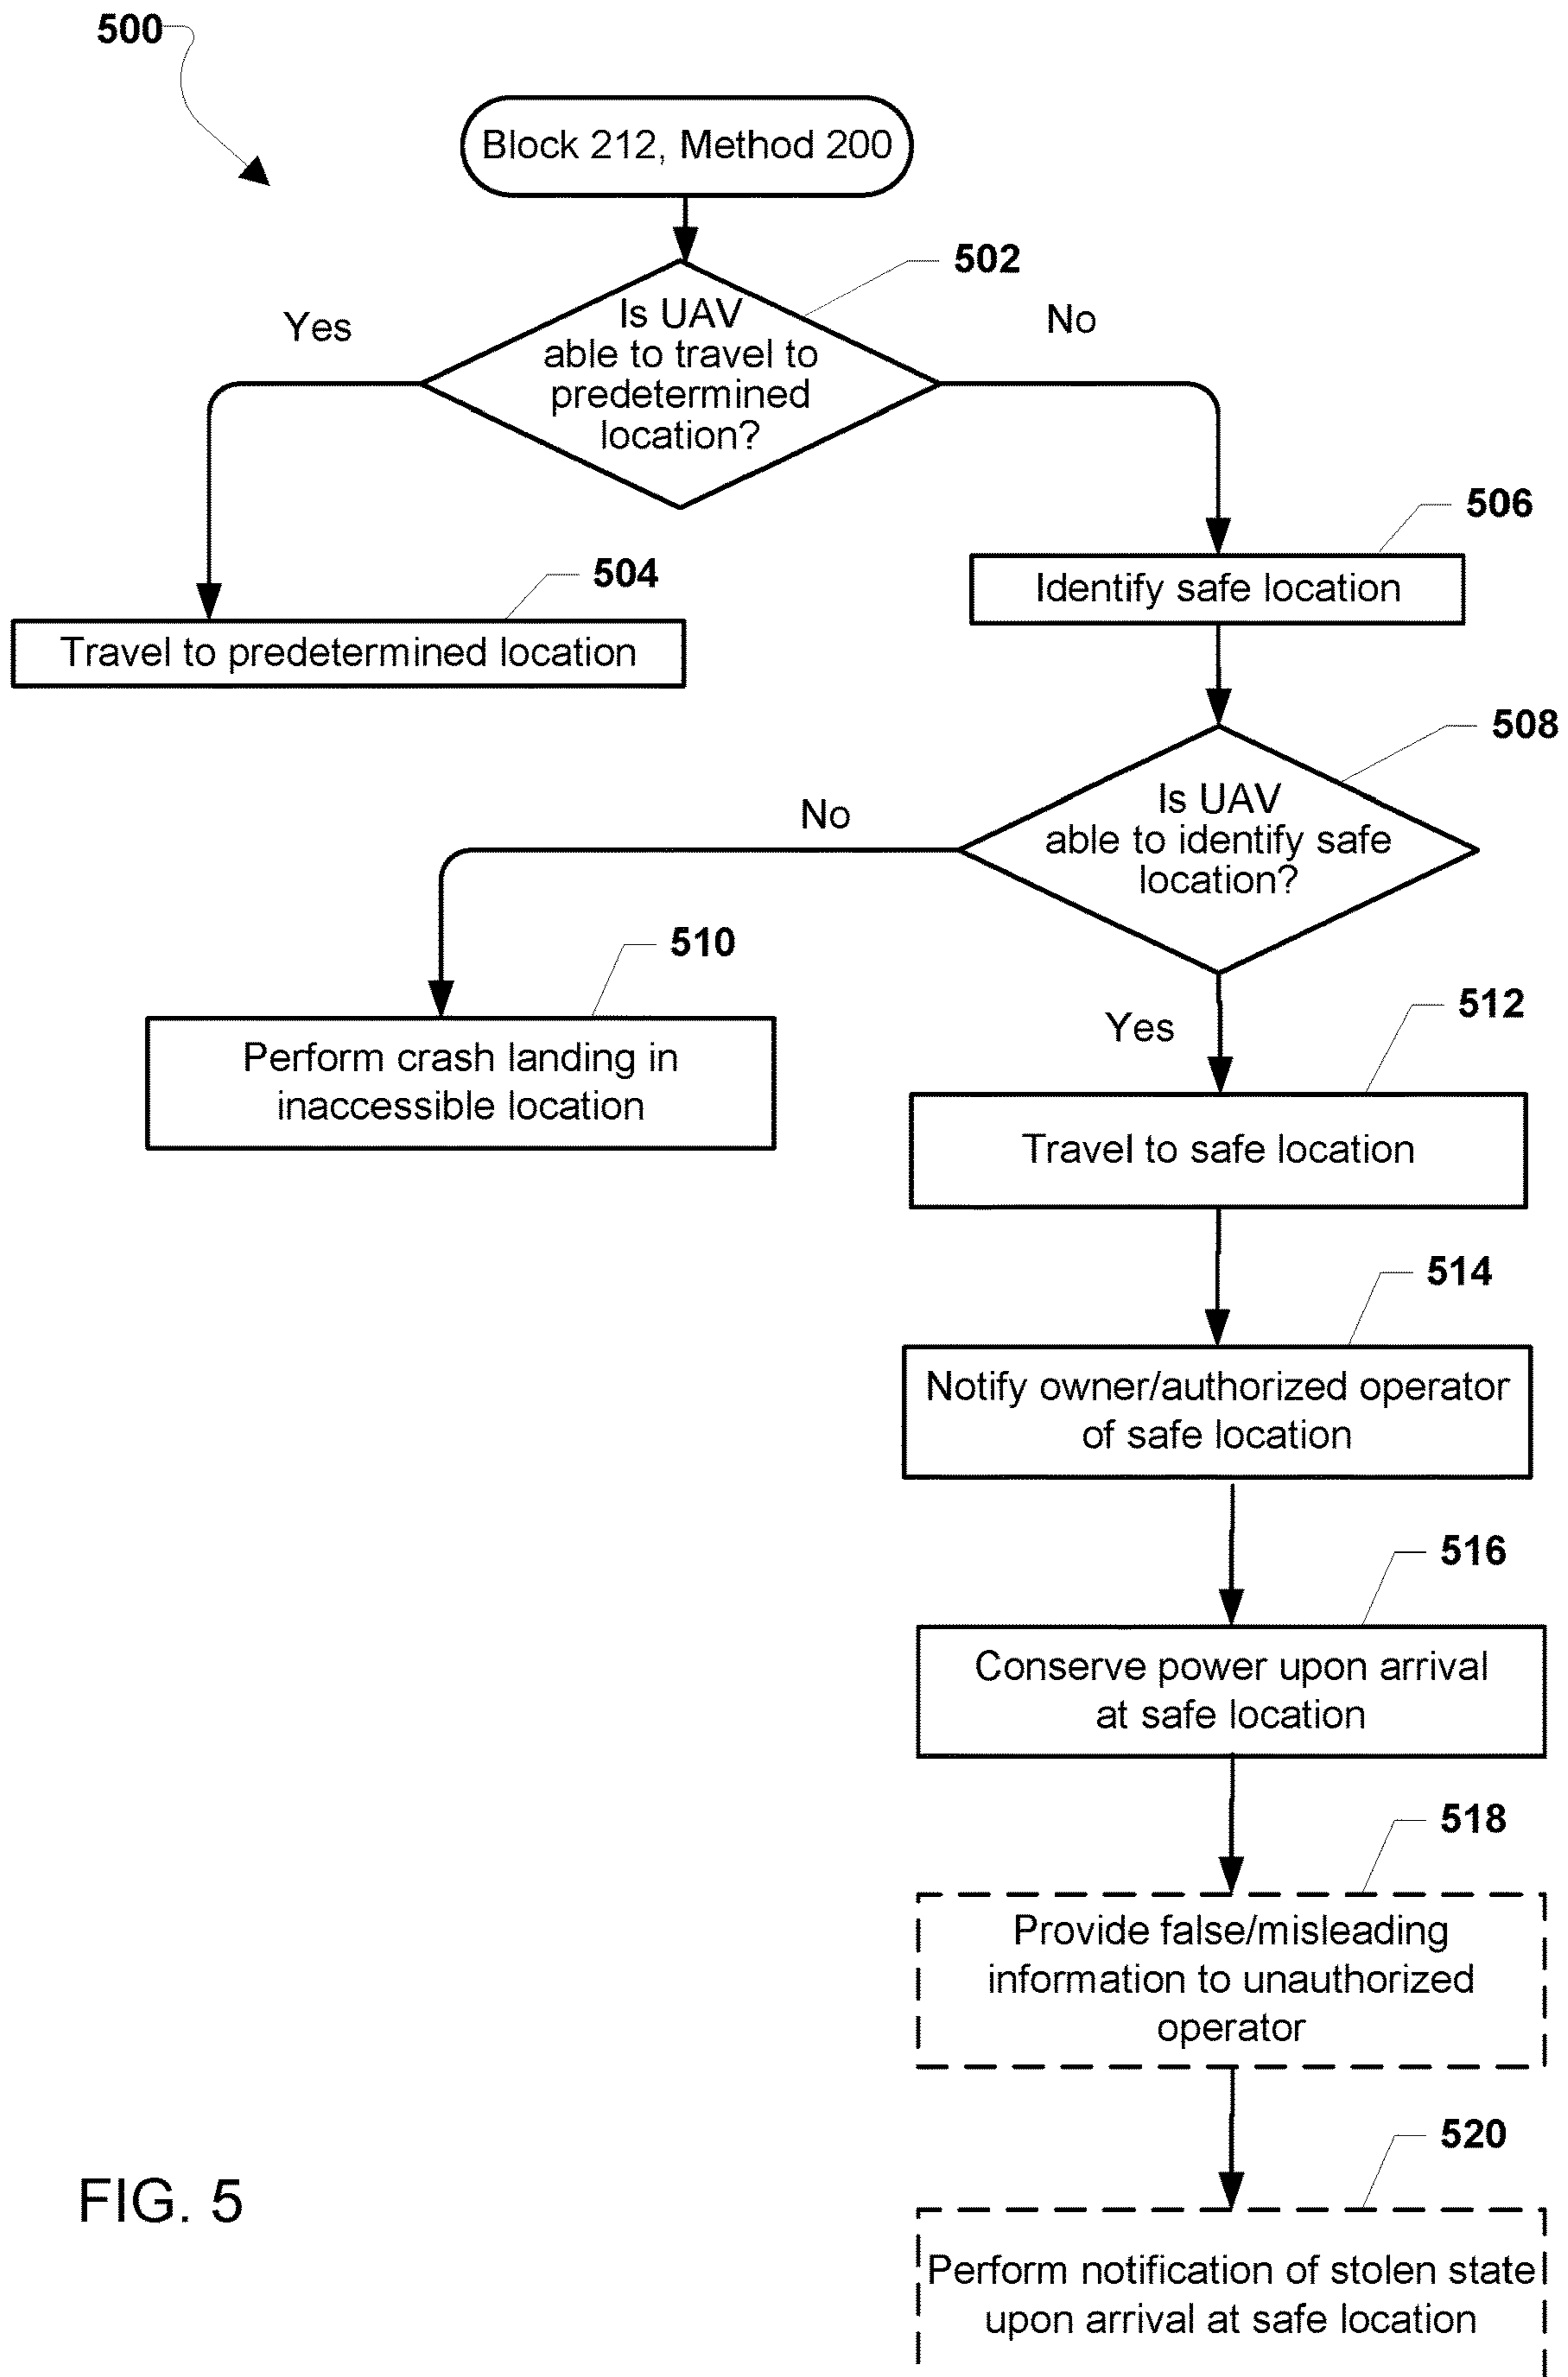 500
Block 212, Method 200
502
Yes
Is UAV
able to travel to
predetermined
location?
No
506
Identify safe location
504
Travel to predetermined location
508
Is UAV
able to identify safe
location?
No
510
Perform crash landing in
inaccessible location
Yes
512
Travel to safe location
514
Notify owner/authorized operator
of safe location
516
Conserve power upon arrival
at safe location
518
Provide false/misleading
information to unauthorized
operator
520
Perform notification of stolen state
upon arrival at safe location
FIG. 5